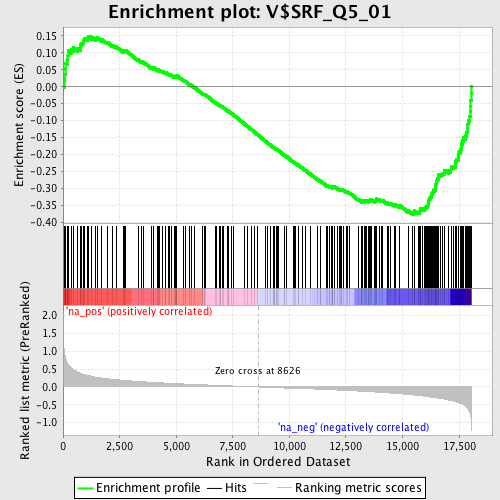 Enrichment plot: V$SRF_Q5_01
Enrichment score (ES)
0.15
0.10
0.05
0.00
-0.05
-0.10
-0.15
-0.20
-0.25
-0.30
-0.35
-0.40
'na_pos' (positively correlated)
Ranked list metric (PreRanked)
2.0
1.5
1.0
0.5
0.0
-0.5
-1.0
Zero cross at 8626
'na_neg' (negatively correlated)
0
2,500
5,000
7,500
10,000
12,500
15,000
17,500
Rank in Ordered Dataset
Enrichment profile
Hits
Ranking metric scores